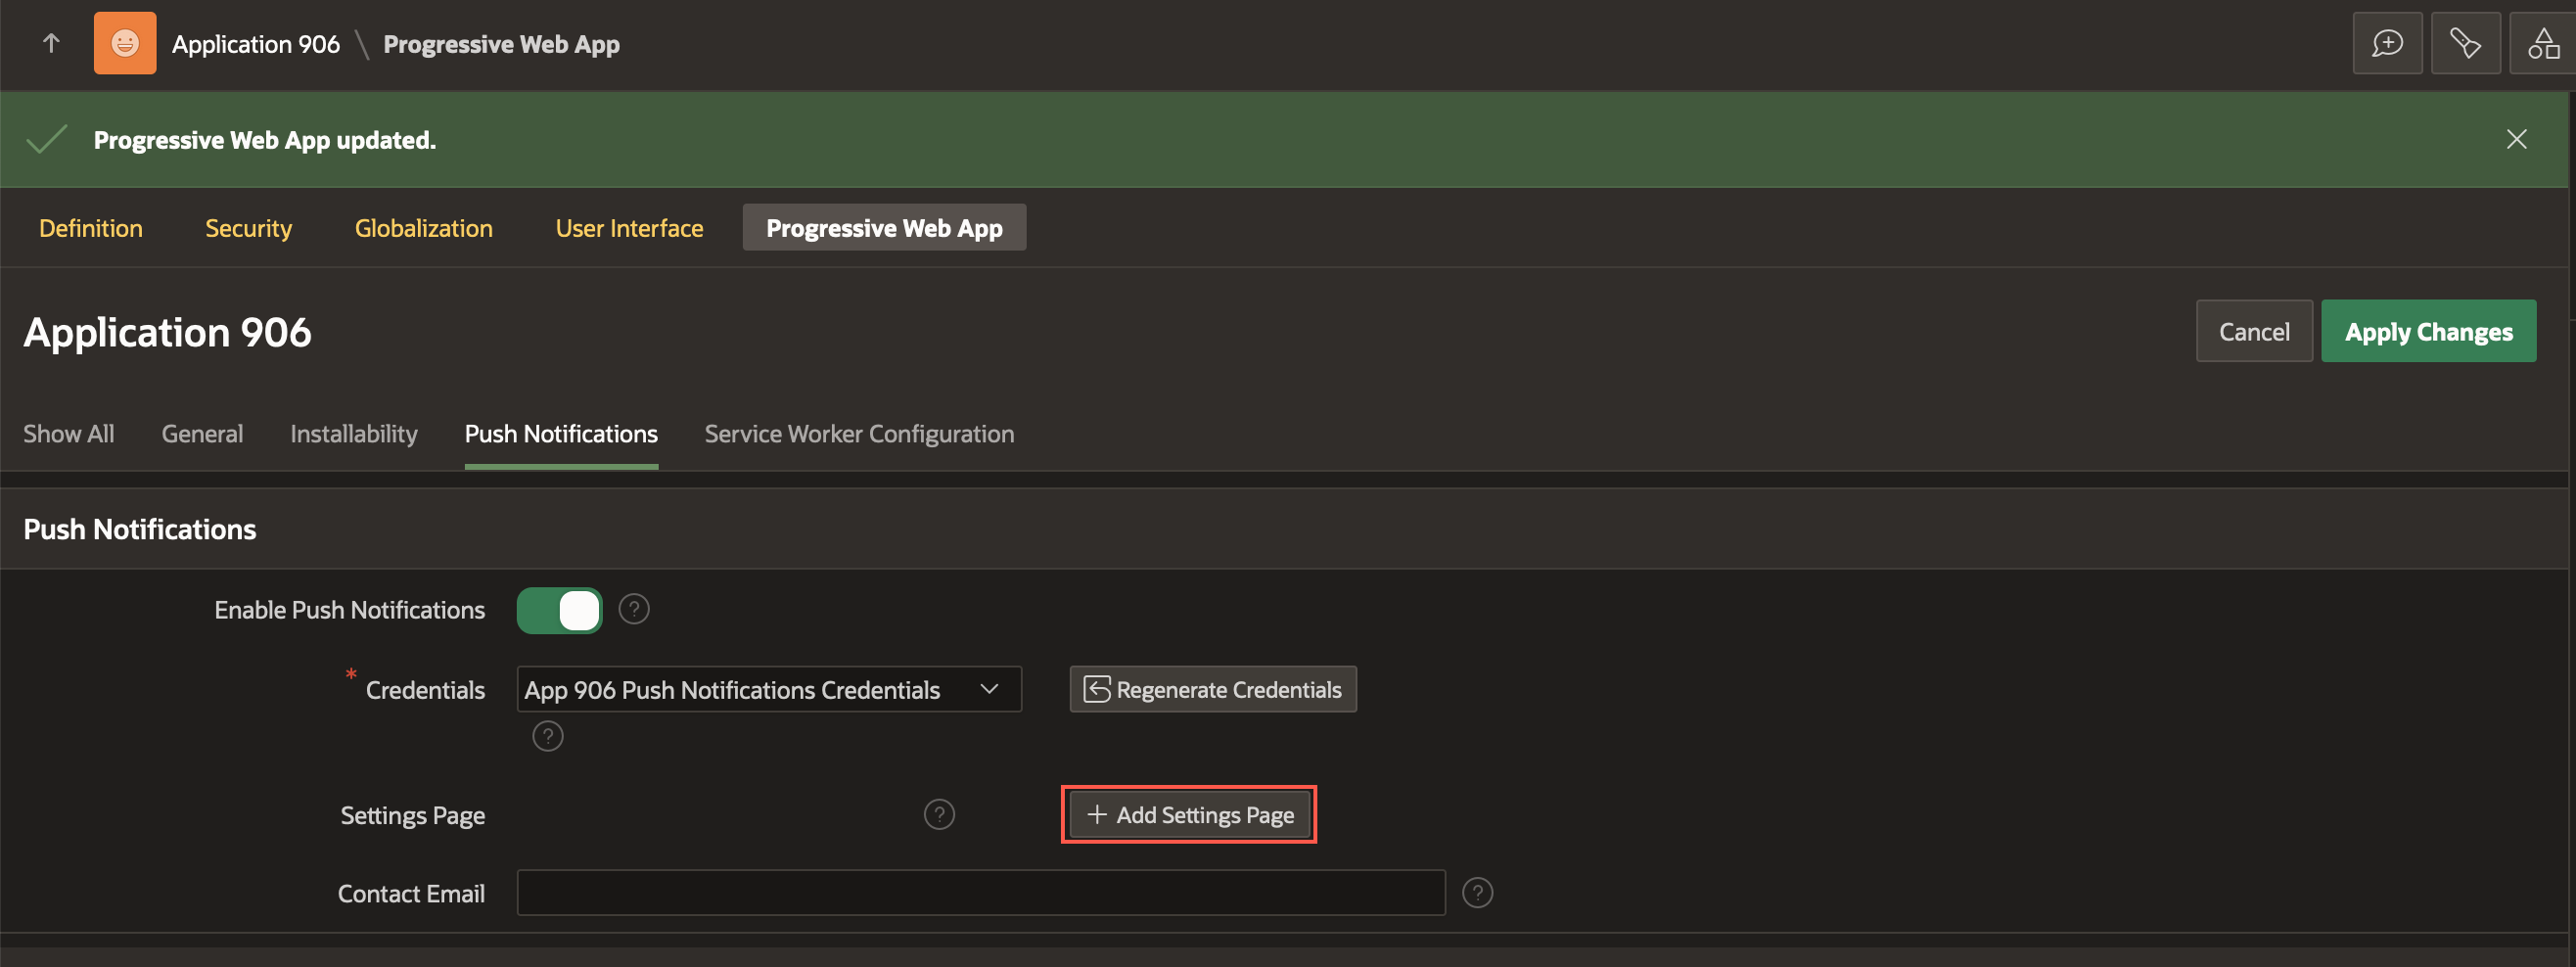 Application 906 \ Progressive Web App
Progressive Web App updated.
Definition Security Globalization User Interface Progressive Web App
Application 906
Cancel Apply Changes
Show All General Installability Push Notifications Service Worker Configuration
Push Notifications
Enable Push Notifications ?
* Credentials App 906 Push Notifications Credentials Regenerate Credentials
?
Settings Page ? + Add Settings Page
Contact Email ?